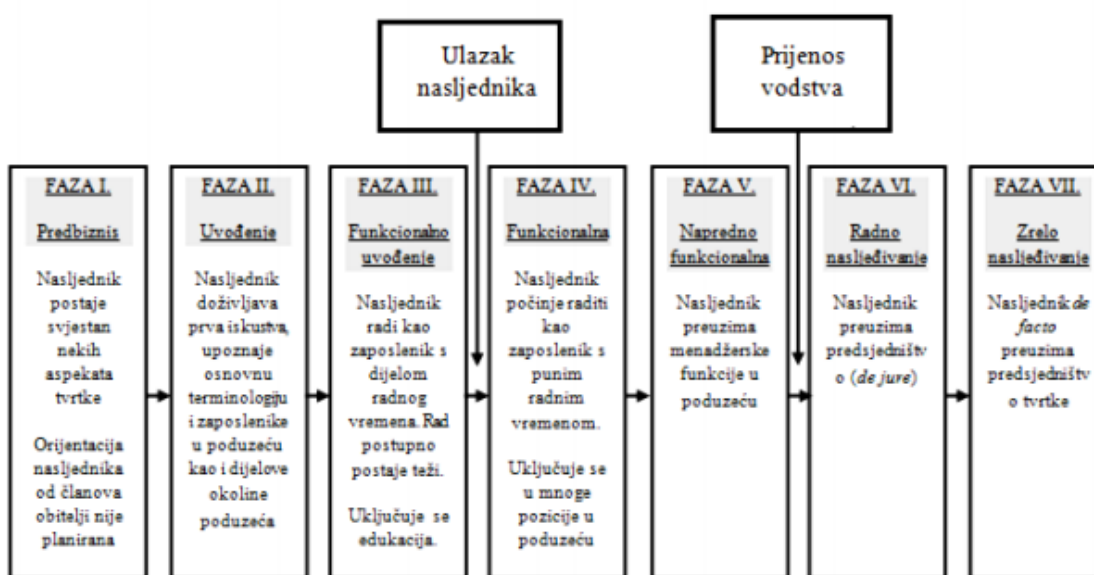 Ulazak
nasljednika
Prijenos
vodstva
FAZA I.
Predbiznis
Nasljednik
postaje
svjestan
nekih
aspekata
tvrtke
Orijentacija
nasljednika
od članova
obitelji nije
planirana
FAZA II.
Uvođenje
Nasljednik
doživljava
prva iskustva,
upoznaje
osnovnu
terminologiju
i zaposlenike
u poduzeću
kao i dijelove
okoline
poduzeća
FAZA III.
Funkcionalno
uvođenje
Nasljednik
radi kao
zaposlenik s
dijelom
radnog
vremena. Rad
postupno
postaje teži.
Uključuje se
edukacija.
FAZA IV.
Funkcionalna
Nasljednik
počinje raditi
kao
zaposlenik s
punim
radnim
vremenom.
Uključuje se
u mnoge
pozicije u
poduzeću
FAZA V.
Napredno
funkcionalna
Nasljednik
preuzima
menadžerske
funkcije u
poduzeću
FAZA VI.
Radno
nasljeđivanje
Nasljednik
preuzima
predsjedništv
o (de jure)
FAZA VII.
Zrelo
nasljeđivanje
Nasljednik de
facto
preuzima
predsjedništv
o tvrtke